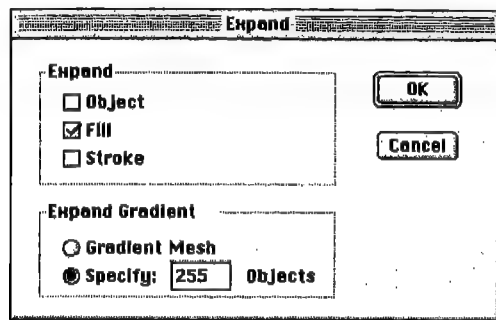 Expand
Expand
Object
OK
Fill
Cancel
Stroke
Expand Gradient
Gradient Mesh
Specify: 255 Objects